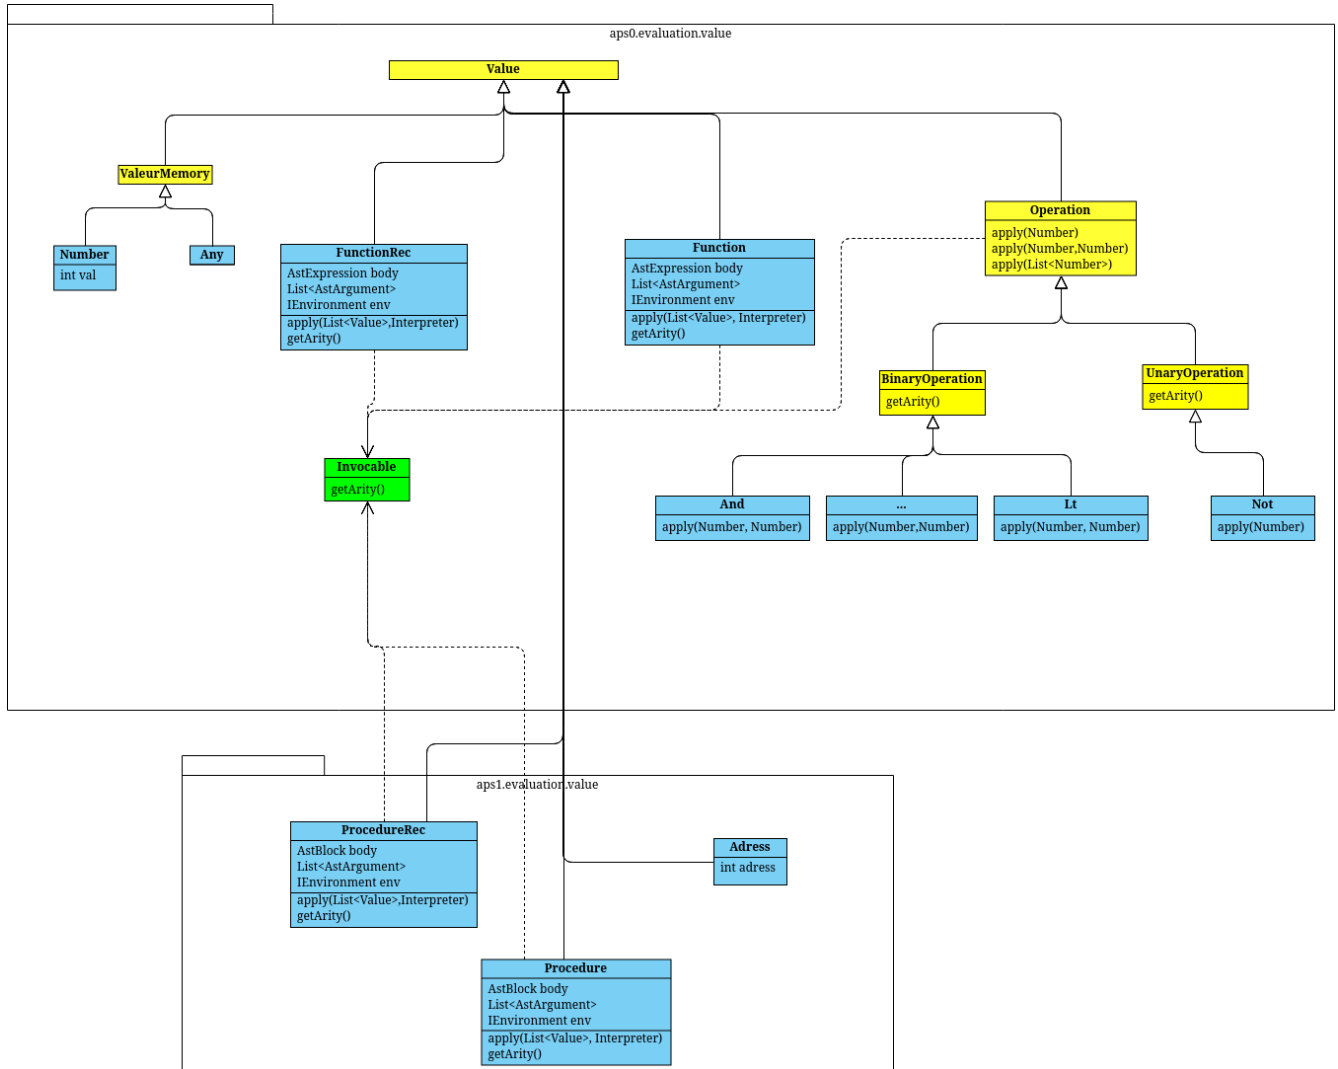 aps0.evaluation.value
Value
ValeurMemory
Number
int val
Any
FunctionRec
AstExpression body
List<AstArgument>
IEnvironment env
apply(List<Value>,Interpreter)
getArity()
Function
AstExpression body
List<AstArgument>
IEnvironment env
apply(List<Value>, Interpreter)
getArity()
Operation
apply(Number)
apply(Number,Number)
apply(List<Number>)
BinaryOperation
getArity()
UnaryOperation
getArity()
Invocable
getArity()
And
apply(Number, Number)
...
apply(Number,Number)
Lt
apply(Number, Number)
Not
apply(Number)
aps1.evaluation.value
ProcedureRec
AstBlock body
List<AstArgument>
IEnvironment env
apply(List<Value>,Interpreter)
getArity()
Adress
int adress
Procedure
AstBlock body
List<AstArgument>
IEnvironment env
apply(List<Value>, Interpreter)
getArity()